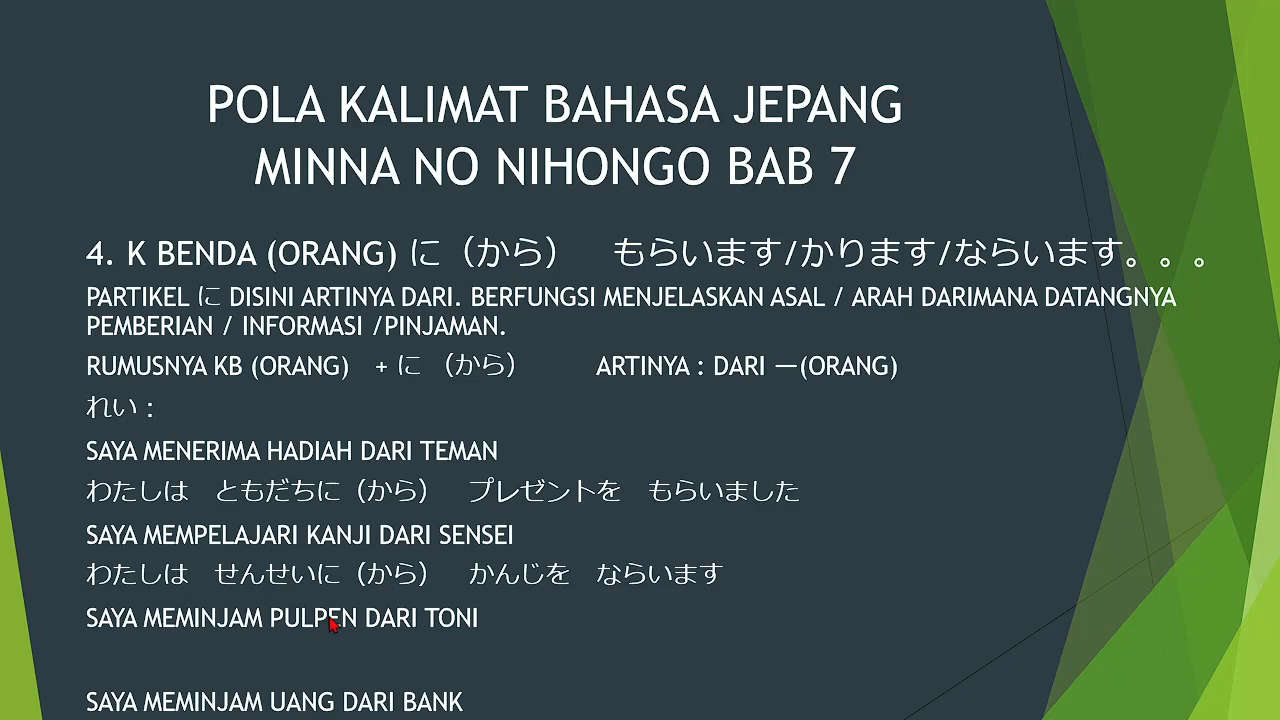 POLA KALIMAT BAHASA JEPANG
MINNA NO NIHONGO BAB 7
4. K BENDA (ORANG) に（から）　もらいます/かります/ならいます。。。
PARTIKEL に DISINI ARTINYA DARI. BERFUNGSI MENJELASKAN ASAL / ARAH DARIMANA DATANGNYA
PEMBERIAN / INFORMASI /PINJAMAN.
RUMUSNYA KB (ORANG)　+ に （から）　　ARTINYA : DARI —(ORANG)
れい :
SAYA MENERIMA HADIAH DARI TEMAN
わたしは　ともだちに（から）　プレゼントを　もらいました
SAYA MEMPELAJARI KANJI DARI SENSEI
わたしは　せんせいに（から）　かんじを　ならいます
SAYA MEMINJAM PULPEN DARI TONI
SAYA MEMINJAM UANG DARI BANK